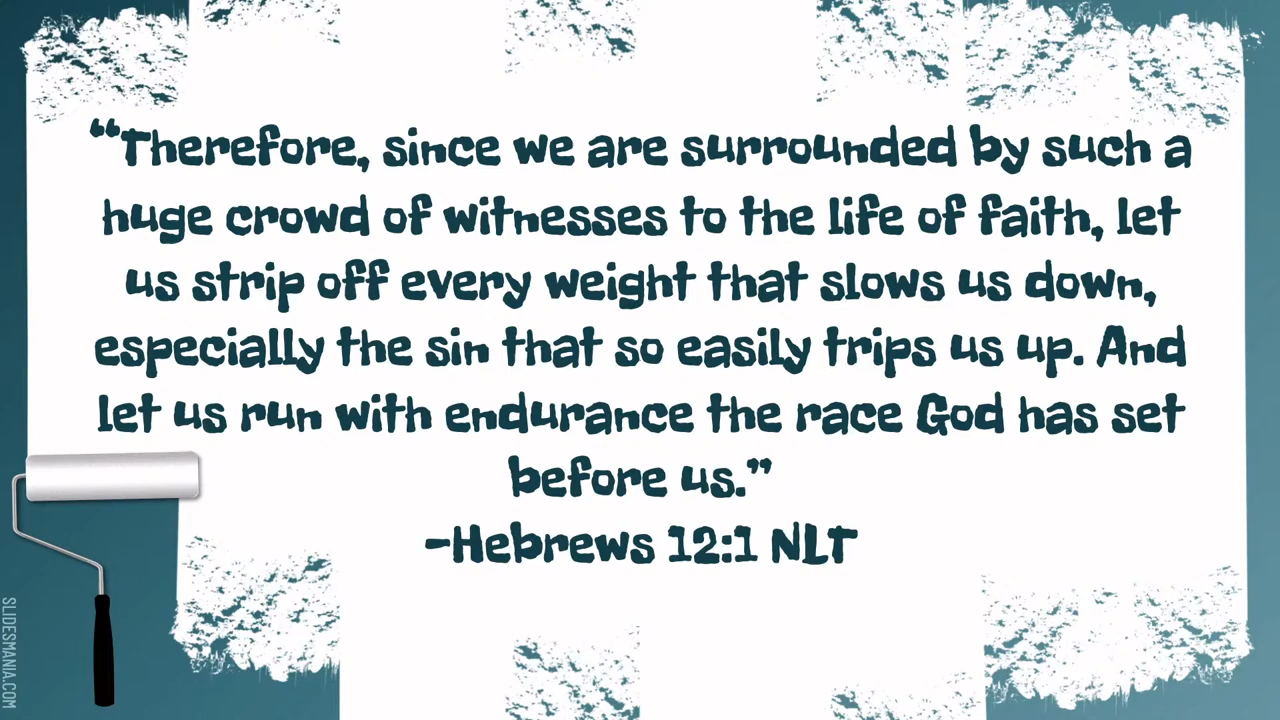 “Therefore, since we are surrounded by such a
huge crowd of witnesses to the life of faith, let
us strip off every weight that slows us down,
especially the sin that so easily trips us up. And
let us run with endurance the race God has set
before us.”
-Hebrews 12:1 NLT
SLIDESMANIA.COM